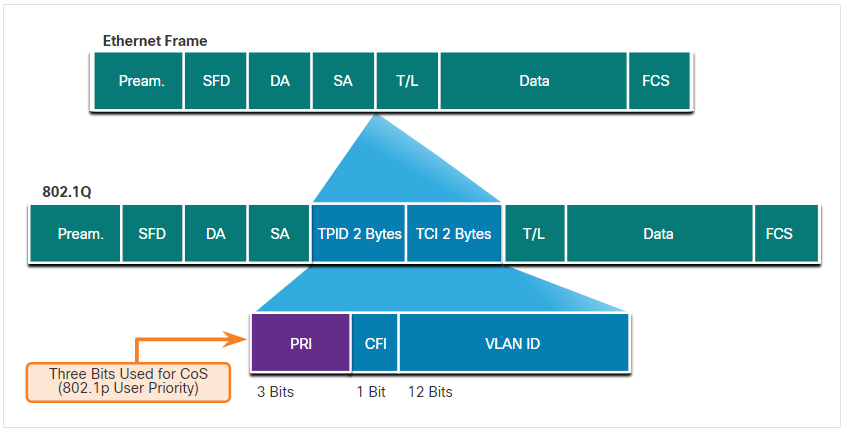 Ethernet Frame
Pream. SFD DA SA T/L Data FCS
802.1Q
Pream. SFD DA SA TPID 2 Bytes TCI 2 Bytes T/L Data FCS
PRI CFI VLAN ID
Three Bits Used for CoS
(802.1p User Priority)
3 Bits 1 Bit 12 Bits